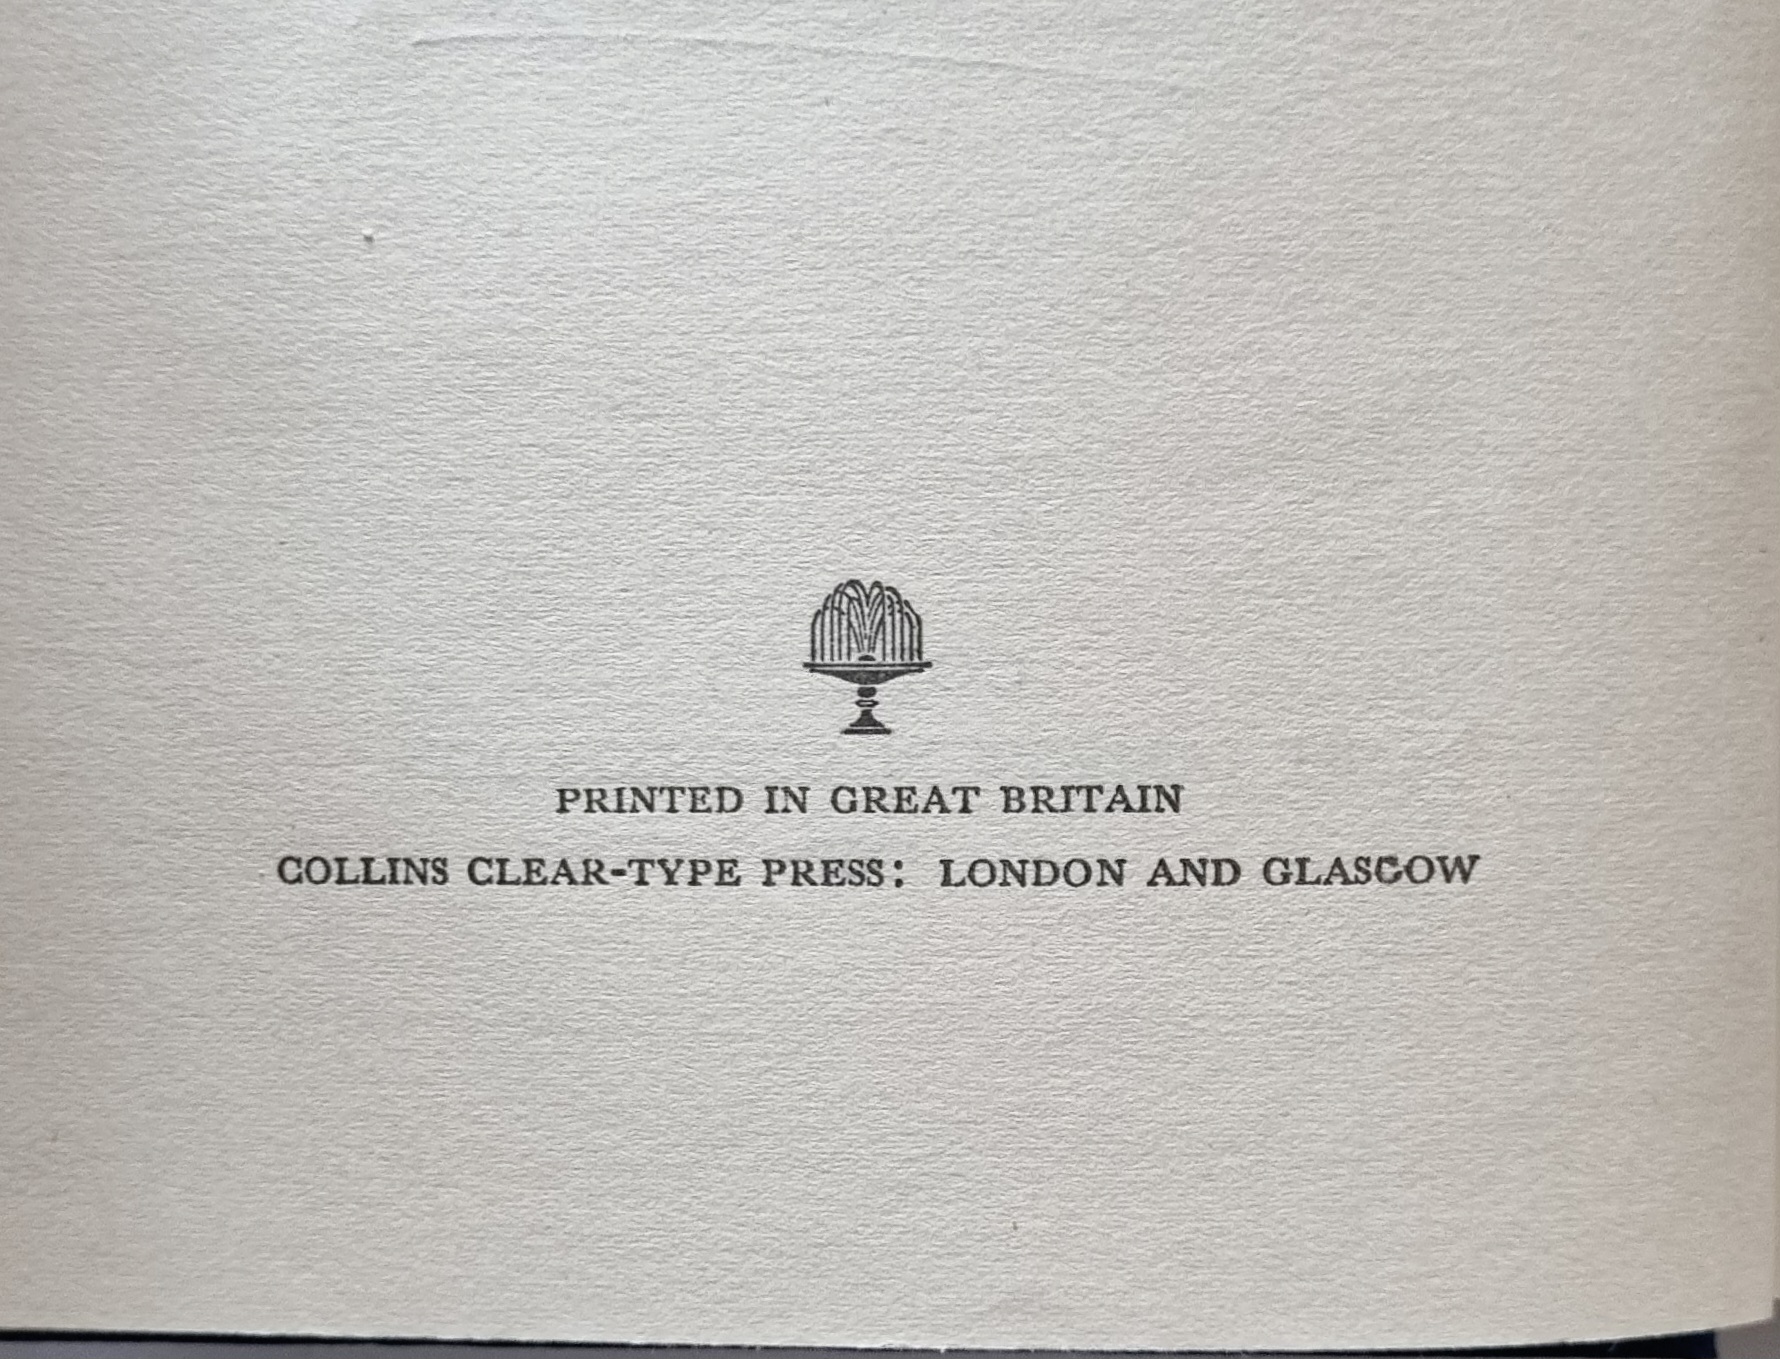 PRINTED IN GREAT BRITAIN
COLLINS CLEAR-TYPE PRESS: LONDON AND GLASGOW